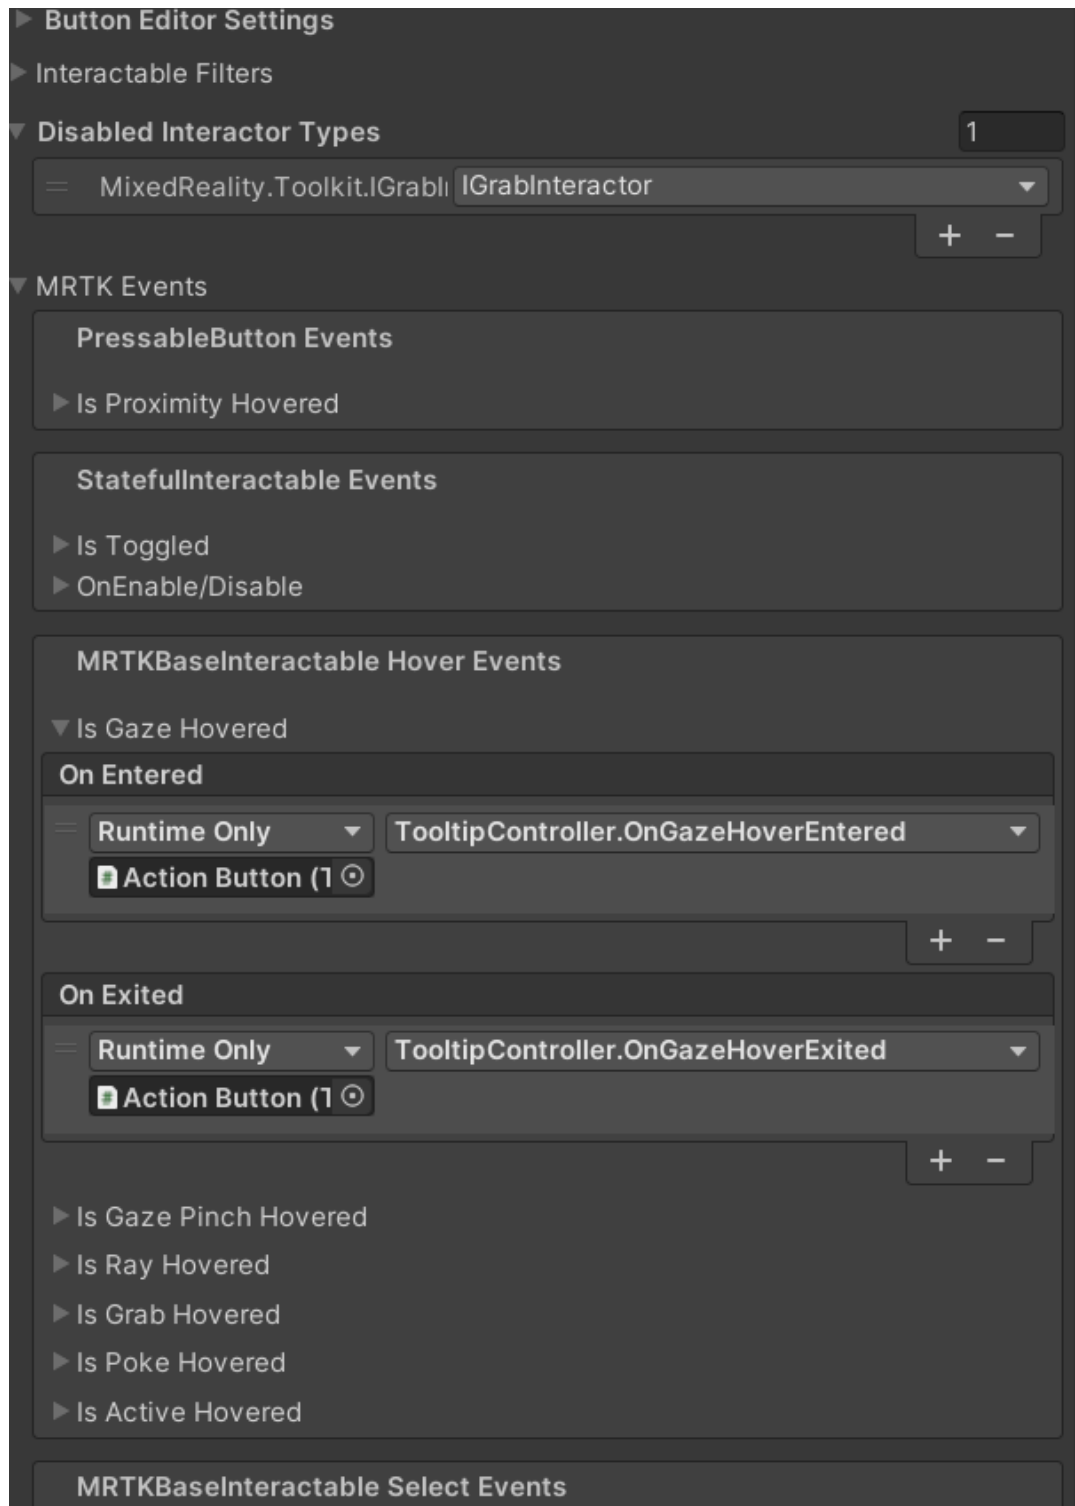 Button Editor Settings
Interactable Filters
Disabled Interactor Types 1
MixedReality.Toolkit.IGrabI IGrabInteractor
+ −
MRTK Events
PressableButton Events
Is Proximity Hovered
StatefulInteractable Events
Is Toggled
OnEnable/Disable
MRTKBaseInteractable Hover Events
Is Gaze Hovered
On Entered
Runtime Only TooltipController.OnGazeHoverEntered
Action Button (T
+ −
On Exited
Runtime Only TooltipController.OnGazeHoverExited
Action Button (T
+ −
Is Gaze Pinch Hovered
Is Ray Hovered
Is Grab Hovered
Is Poke Hovered
Is Active Hovered
MRTKBaseInteractable Select Events